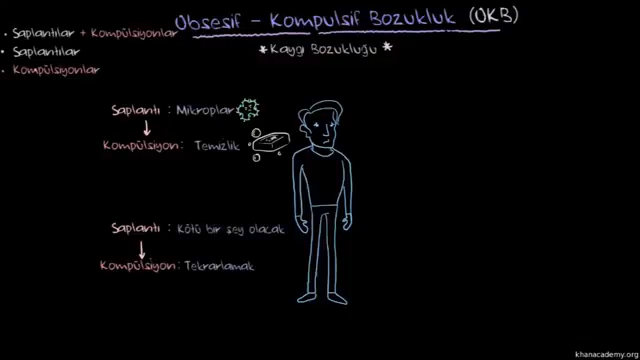 Obsesif - Kompulsif Bozukluk (OKB)
* Kaygı Bozukluğu *
• Saplantılar + Kompülsiyonlar
• Saplantılar
• Kompülsiyonlar
Saplantı : Mikroplar
Kompülsiyon : Temizlik
Saplantı : Kötü bir şey olacak
Kompülsiyon : Tekrarlamak
khanacademy.org